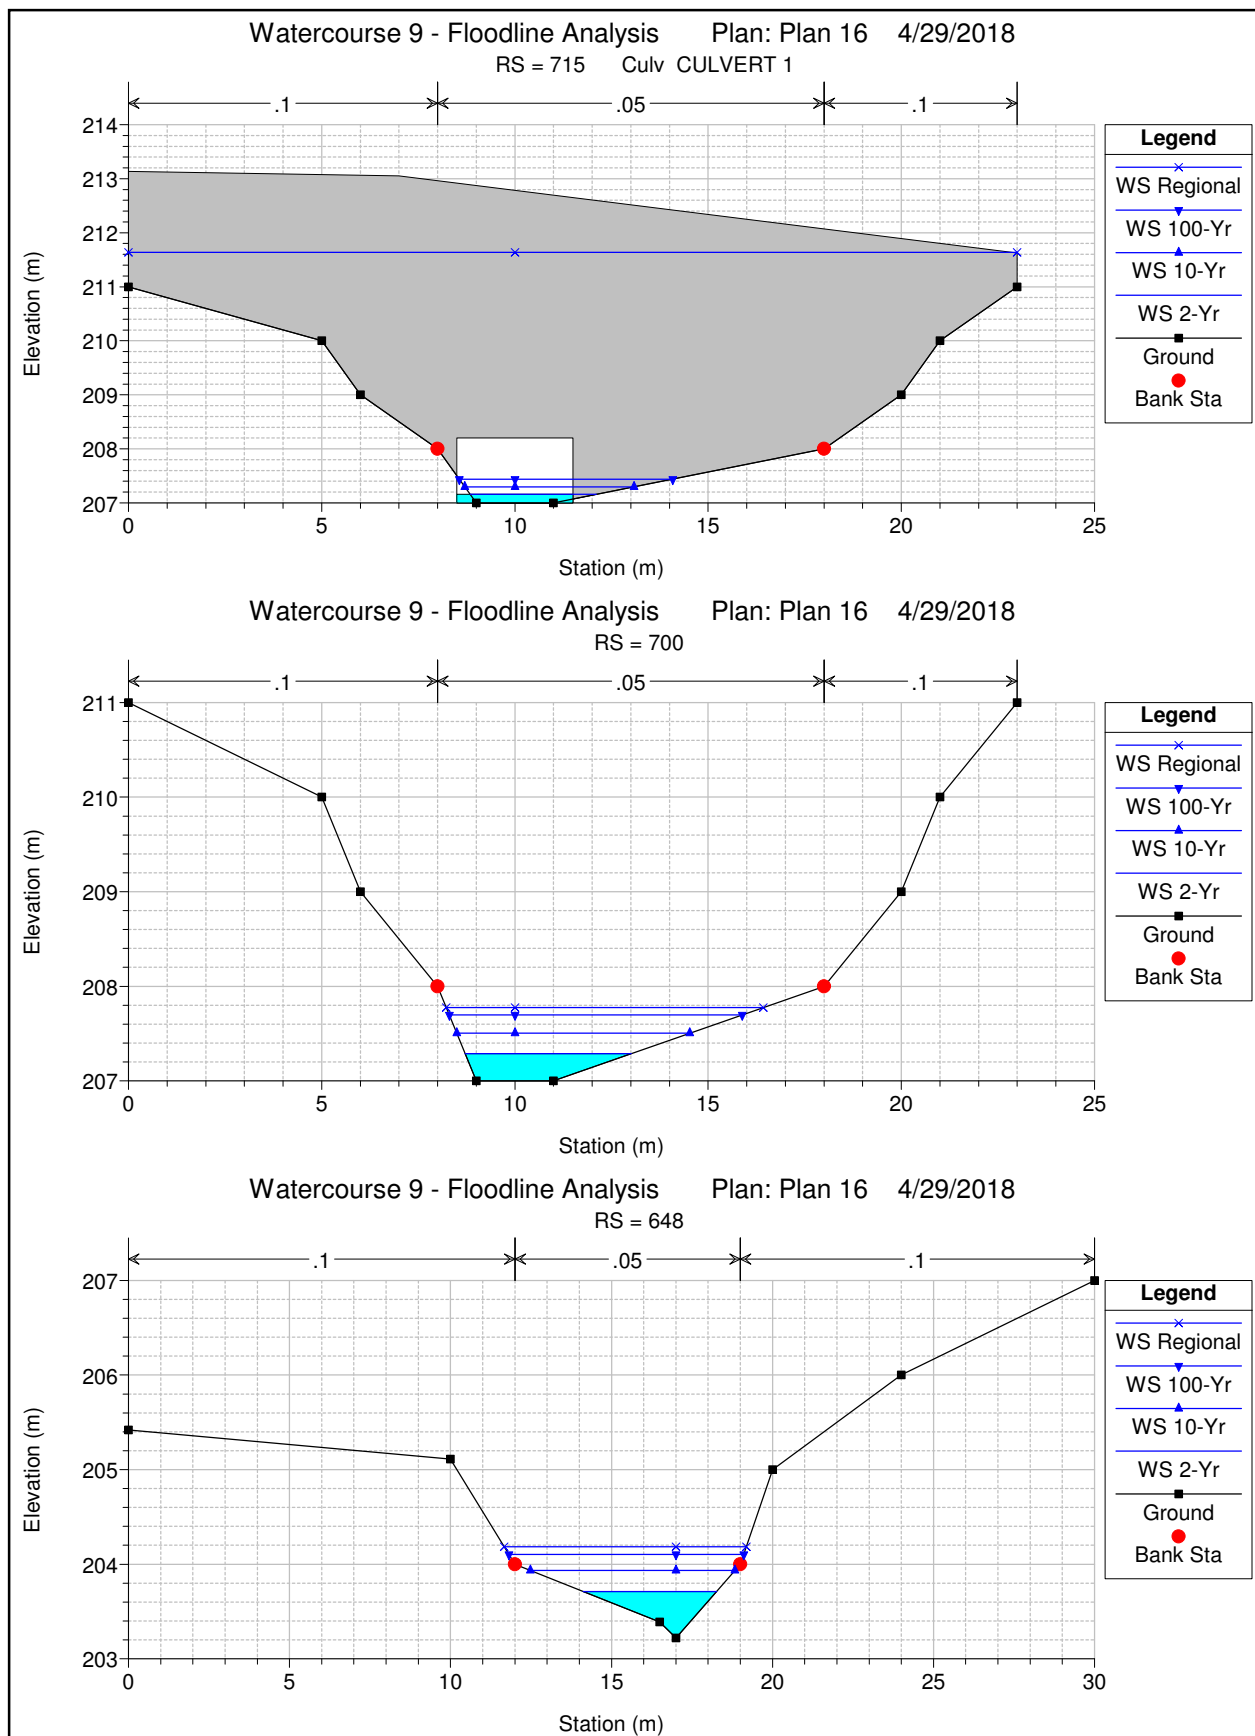 Watercourse 9 - Floodline Analysis Plan: Plan 16 4/29/2018
RS = 715 Culv CULVERT 1
.1 .05 .1
214
213
212
211
210
209
208
207
Elevation (m)
0 5 10 15 20 25
Station (m)
Legend
WS Regional
WS 100-Yr
WS 10-Yr
WS 2-Yr
Ground
Bank Sta
Watercourse 9 - Floodline Analysis Plan: Plan 16 4/29/2018
RS = 700
.1 .05 .1
211
210
209
208
207
Elevation (m)
0 5 10 15 20 25
Station (m)
Legend
WS Regional
WS 100-Yr
WS 10-Yr
WS 2-Yr
Ground
Bank Sta
Watercourse 9 - Floodline Analysis Plan: Plan 16 4/29/2018
RS = 648
.1 .05 .1
207
206
205
204
203
Elevation (m)
0 5 10 15 20 25 30
Station (m)
Legend
WS Regional
WS 100-Yr
WS 10-Yr
WS 2-Yr
Ground
Bank Sta